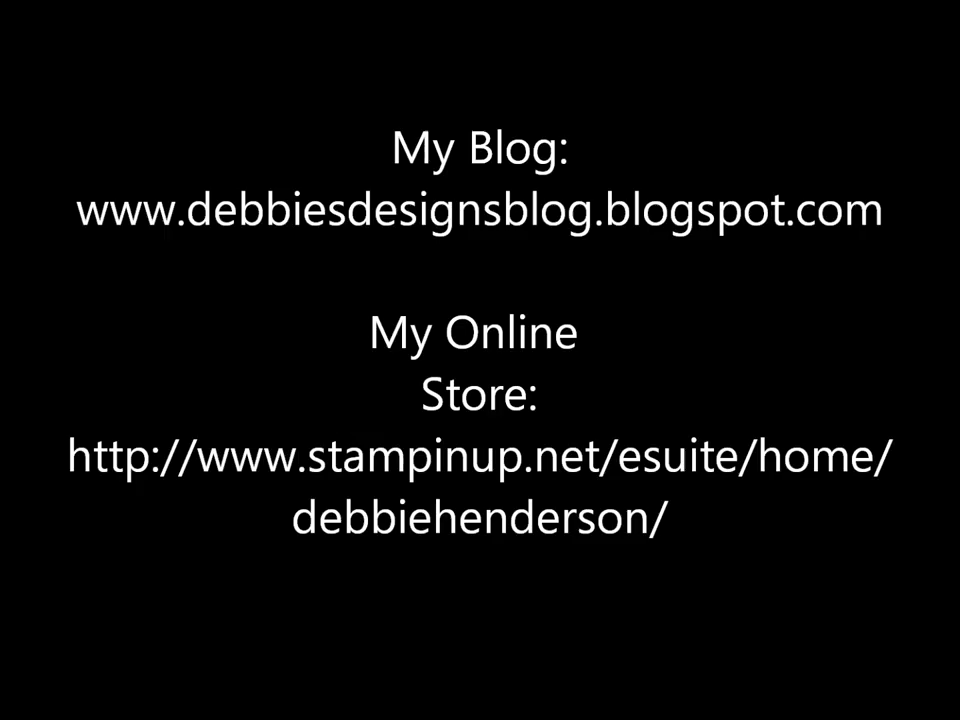 My Blog:
www.debbiesdesignsblog.blogspot.com
My Online
Store:
http://www.stampinup.net/esuite/home/
debbiehenderson/